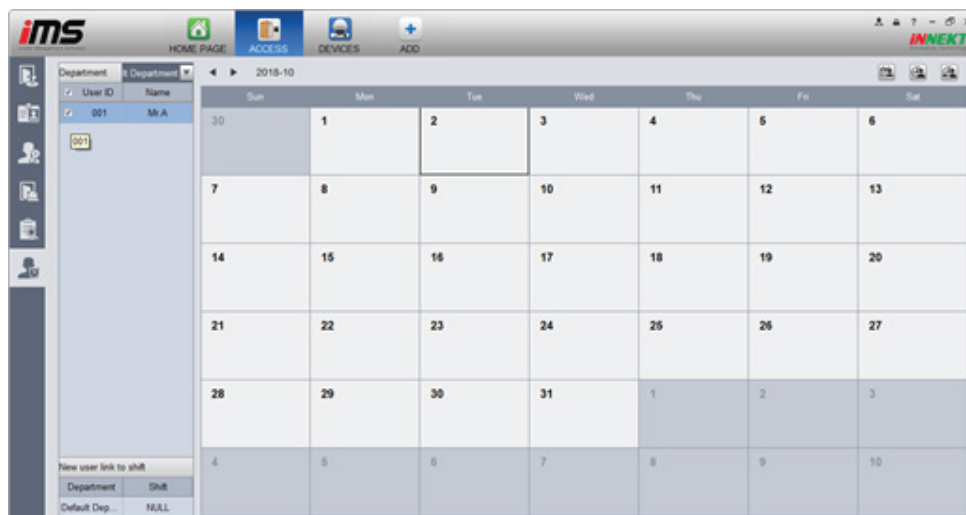 iMS
HOME PAGE ACCESS DEVICES ADD
?
iNNEKT
Department t Department 2018-10
User ID Name Sun Mon Tue Wed Thu Fri Sat
001 Mr.A 30 1 2 3 4 5 6
001
7 8 9 10 11 12 13
14 15 16 17 18 19 20
21 22 23 24 25 26 27
28 29 30 31 1 2 3
New user link to shift 4 5 6 7 8 9 10
Department Shift
Default Dep... NULL